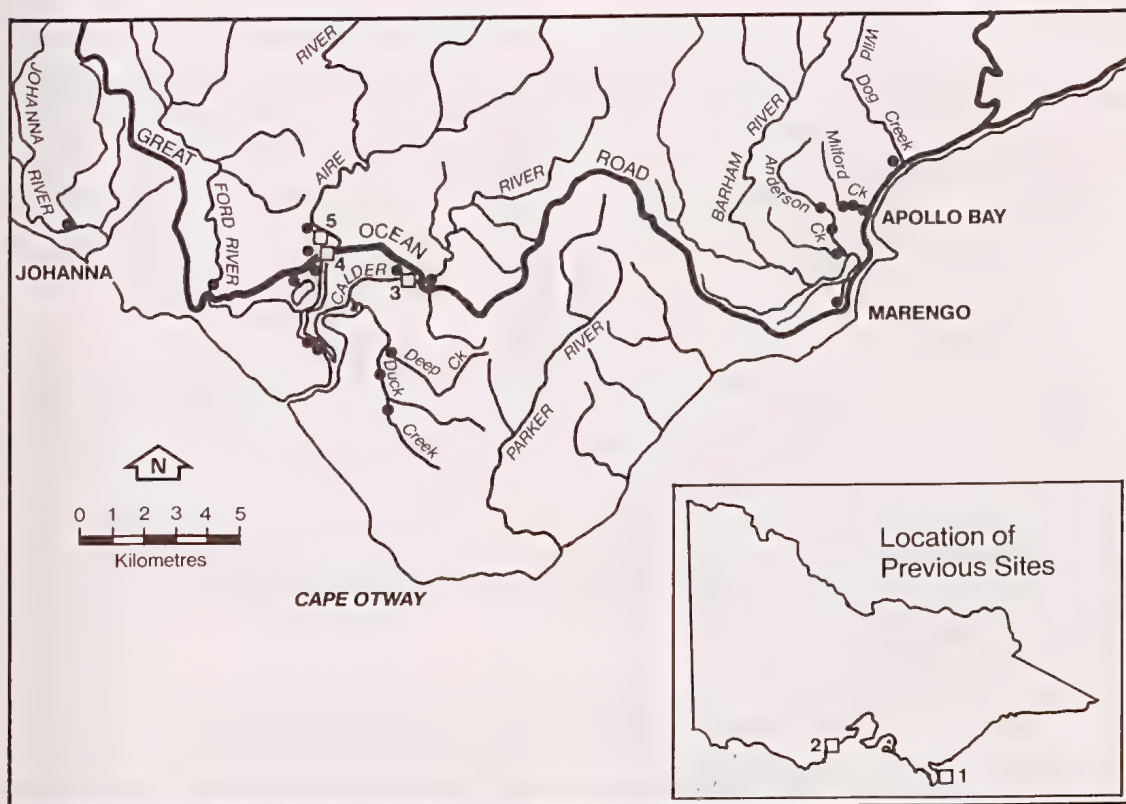 JOHANNA
RIVER
GREAT
FORD RIVER
RIVER
AIRE
OCEAN
CALDER
5
4
3
RIVER
ROAD
BARHAM
RIVER
Anderson
Ck
Milford
Ck
Wild
Dog
Creek
APOLLO BAY
MARENGO
JOHANNA
Deep
Ck
Duck
Creek
PARKER
RIVER
N
0 1 2 3 4 5
Kilometres
CAPE OTWAY
Location of
Previous Sites
2
1